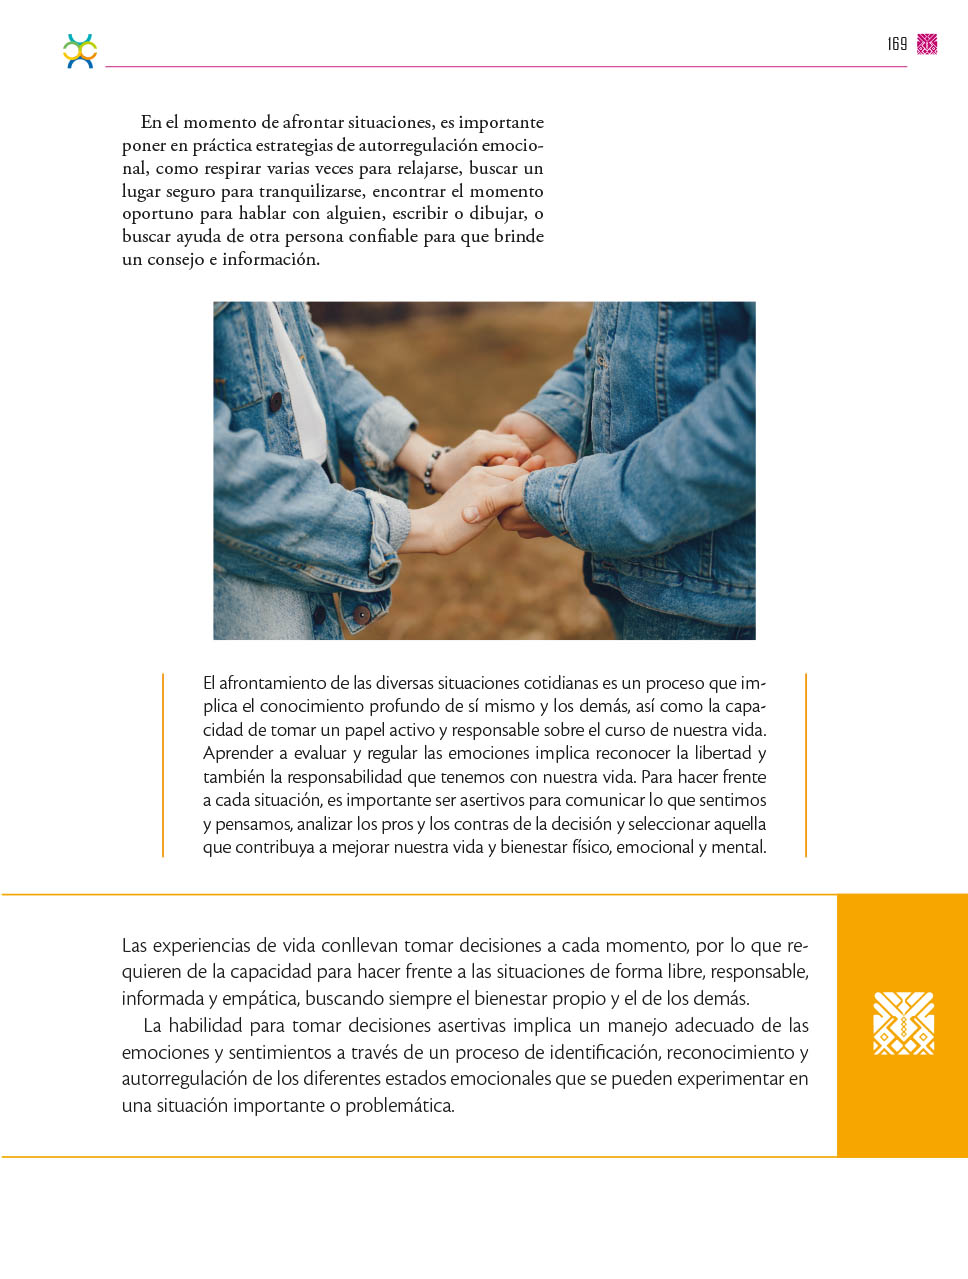 169
En el momento de afrontar situaciones, es importante
poner en práctica estrategias de autorregulación emocio-
nal, como respirar varias veces para relajarse, buscar un
lugar seguro para tranquilizarse, encontrar el momento
oportuno para hablar con alguien, escribir o dibujar, o
buscar ayuda de otra persona confiable para que brinde
un consejo e información.
El afrontamiento de las diversas situaciones cotidianas es un proceso que im-
plica el conocimiento profundo de sí mismo y los demás, así como la capa-
cidad de tomar un papel activo y responsable sobre el curso de nuestra vida.
Aprender a evaluar y regular las emociones implica reconocer la libertad y
también la responsabilidad que tenemos con nuestra vida. Para hacer frente
a cada situación, es importante ser asertivos para comunicar lo que sentimos
y pensamos, analizar los pros y los contras de la decisión y seleccionar aquella
que contribuya a mejorar nuestra vida y bienestar físico, emocional y mental.
Las experiencias de vida conllevan tomar decisiones a cada momento, por lo que re-
quieren de la capacidad para hacer frente a las situaciones de forma libre, responsable,
informada y empática, buscando siempre el bienestar propio y el de los demás.
La habilidad para tomar decisiones asertivas implica un manejo adecuado de las
emociones y sentimientos a través de un proceso de identificación, reconocimiento y
autorregulación de los diferentes estados emocionales que se pueden experimentar en
una situación importante o problemática.